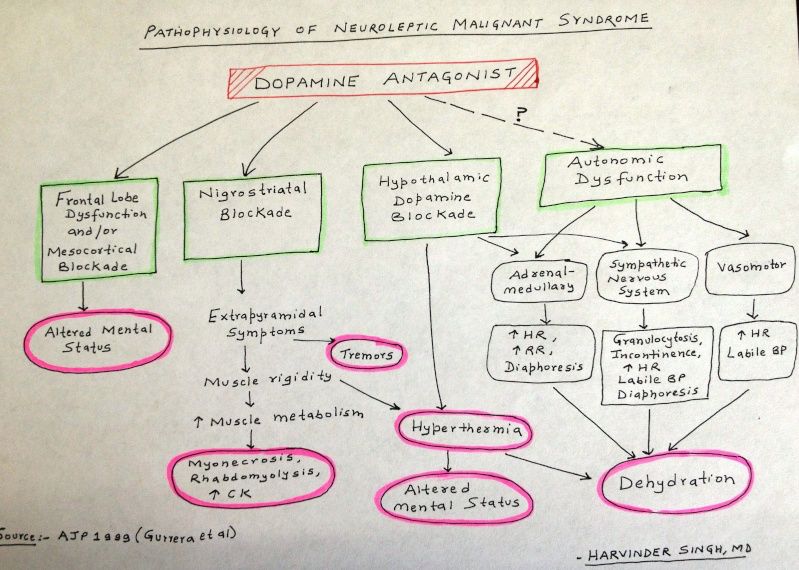 PATHOPHYSIOLOGY OF NEUROLEPTIC MALIGNANT SYNDROME
DOPAMINE ANTAGONIST
?
Frontal Lobe
Dysfunction
and/or
Mesocortical
Blockade
Nigrostriatal
Blockade
Hypothalamic
Dopamine
Blockade
Autonomic
Dysfunction
Altered Mental
Status
Extrapyramidal
Symptoms
Tremors
Muscle rigidity
↑ Muscle metabolism
Myonecrosis,
Rhabdomyolysis,
↑ CK
Hyperthermia
Altered
Mental Status
Adrenal-
medullary
Sympathetic
Nervous
System
Vasomotor
↑ HR,
↑ RR,
Diaphoresis
Granulocytosis,
Incontinence,
↑ HR
Labile BP
Diaphoresis
↑ HR
Labile BP
Dehydration
Source:- AJP 1999 (Gurrera et al)
- HARVINDER SINGH, MD